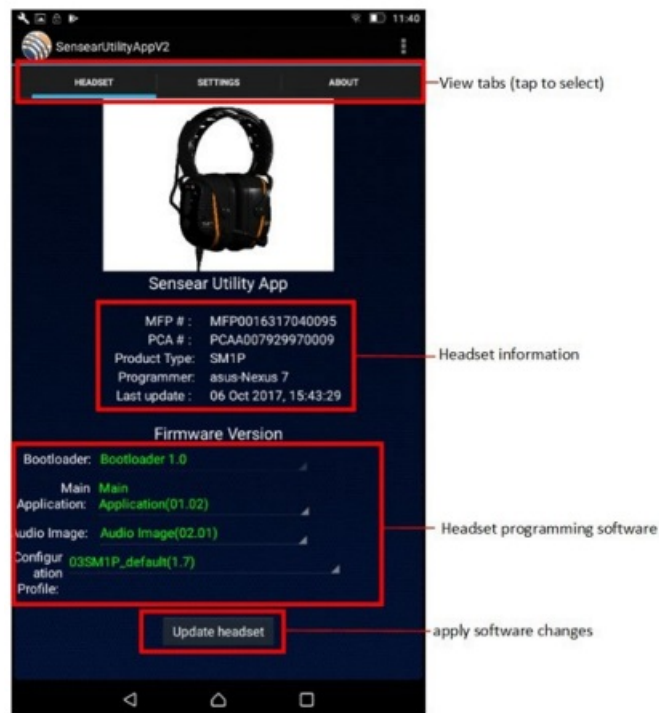 11:40
SensearUtilityAppV2
HEADSET SETTINGS ABOUT
View tabs (tap to select)
Sensear Utility App
MFP # : MFP0016317040095
PCA # : PCAA007929970009
Product Type: SM1P
Programmer: asus-Nexus 7
Last update : 06 Oct 2017, 15:43:29
Headset information
Firmware Version
Bootloader: Bootloader 1.0
Main Main
Application: Application(01.02)
Audio Image: Audio Image(02.01)
Headset programming software
Configur 03SM1P_default(1.7)
ation
Profile:
Update headset
apply software changes